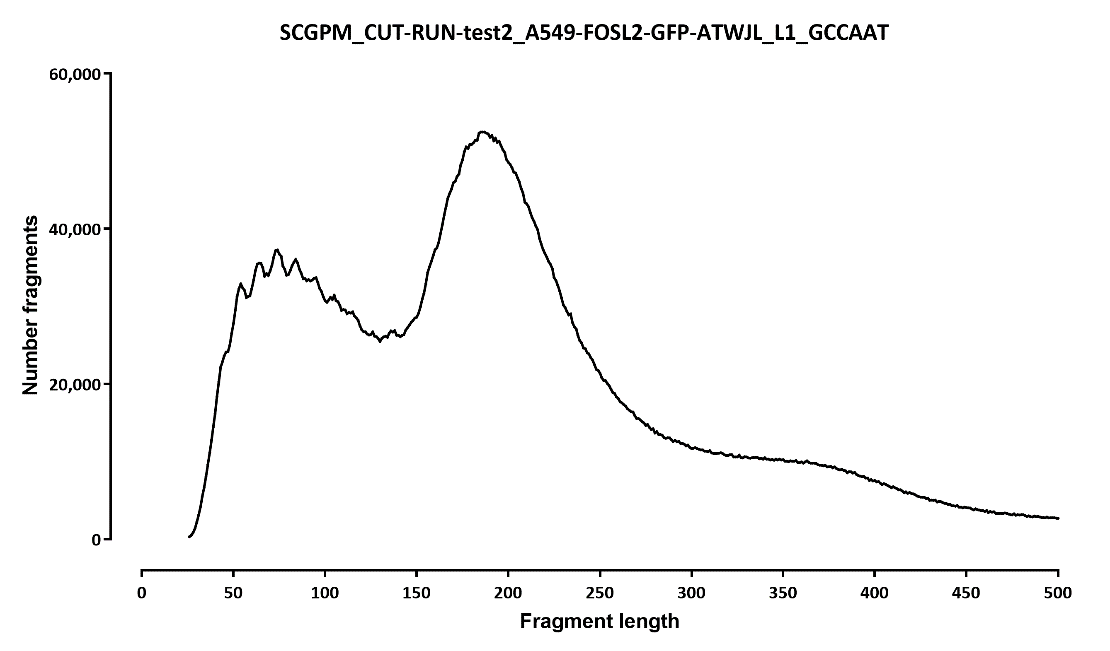 SCGPM_CUT-RUN-test2_A549-FOSL2-GFP-ATWJL_L1_GCCAAT
60,000
40,000
20,000
0
Number fragments
0 50 100 150 200 250 300 350 400 450 500
Fragment length